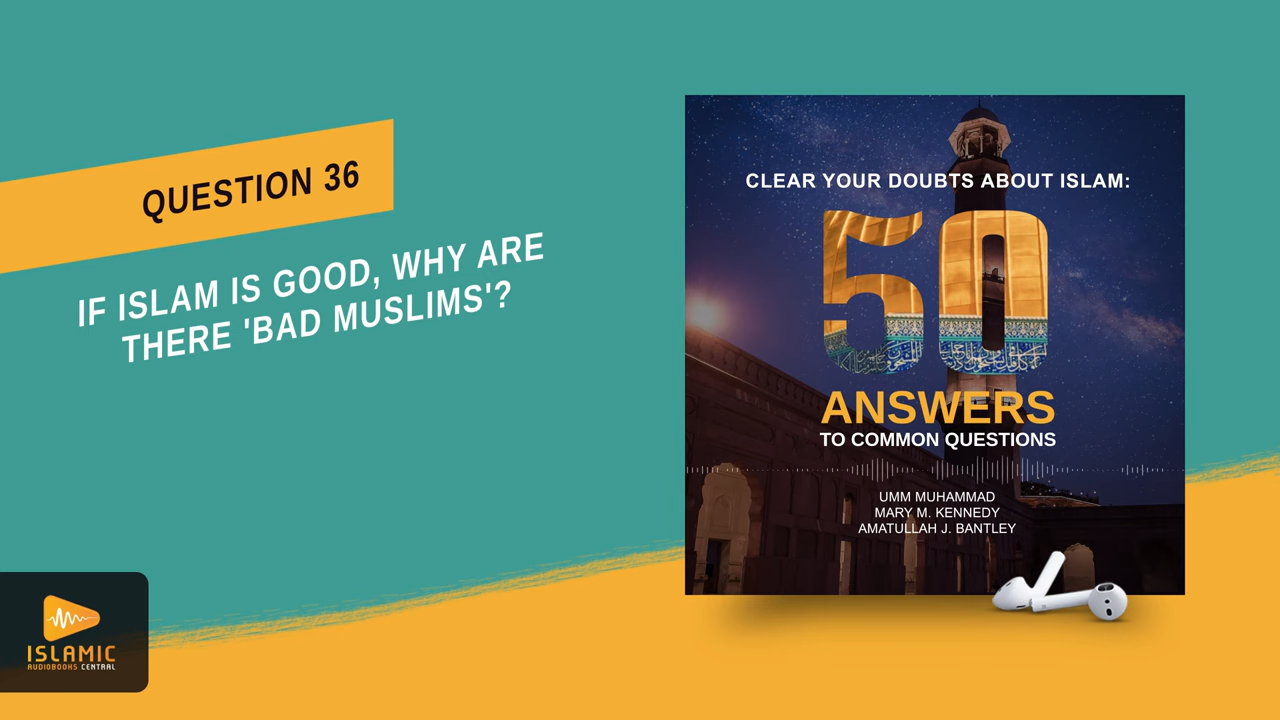 QUESTION 36
IF ISLAM IS GOOD, WHY ARE
THERE 'BAD MUSLIMS'?
CLEAR YOUR DOUBTS ABOUT ISLAM:
50
ANSWERS
TO COMMON QUESTIONS
UMM MUHAMMAD
MARY M. KENNEDY
AMATULLAH J. BANTLEY
ISLAMIC
AUDIOBOOKS CENTRAL